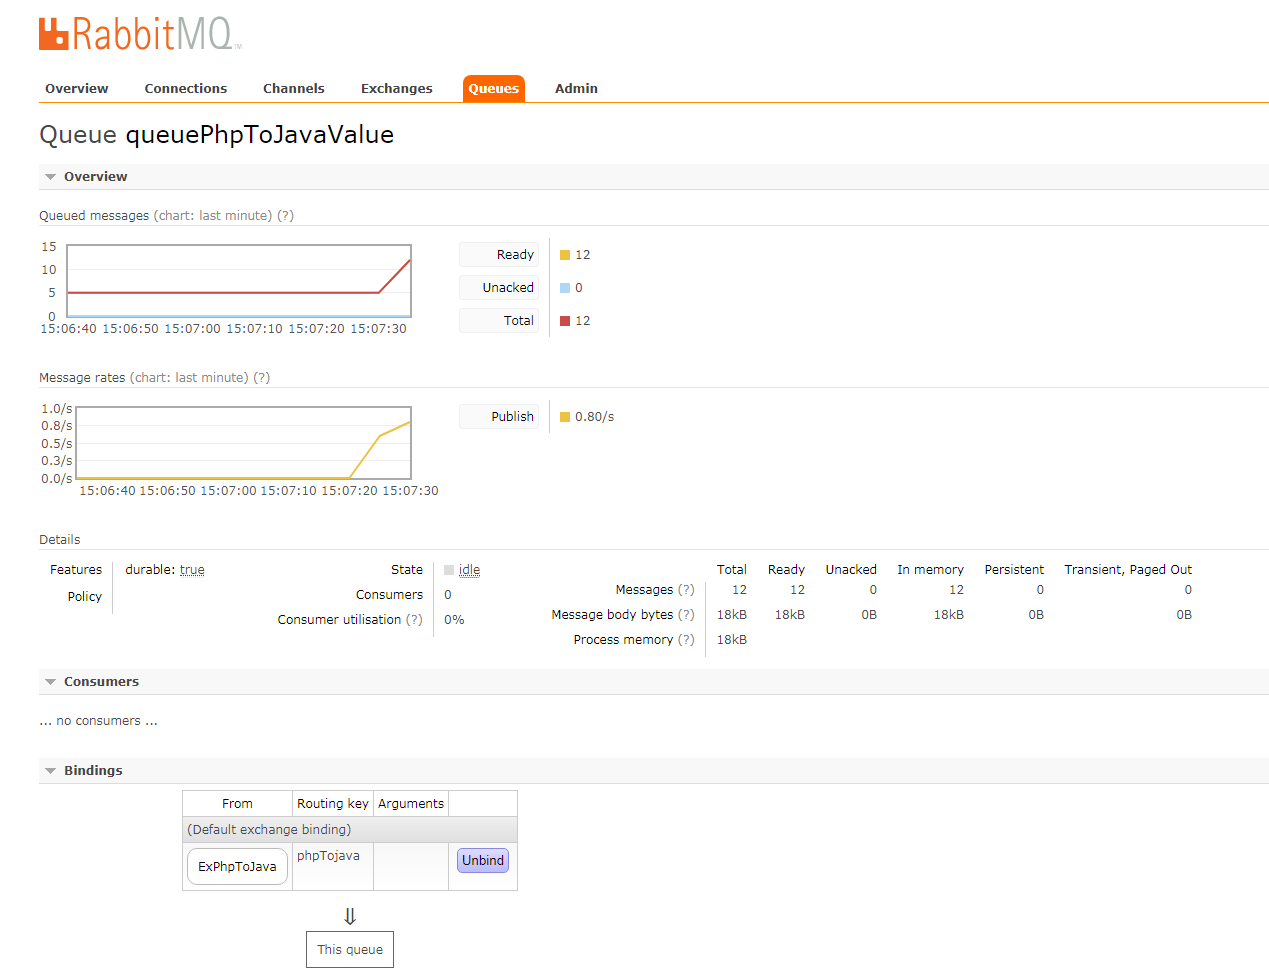 RabbitMQ TM
Overview Connections Channels Exchanges Queues Admin
Queue queuePhpToJavaValue
Overview
Queued messages (chart: last minute) (?)
15
10
5
0
15:06:40 15:06:50 15:07:00 15:07:10 15:07:20 15:07:30
Ready 12
Unacked 0
Total 12
Message rates (chart: last minute) (?)
1.0/s
0.8/s
0.5/s
0.3/s
0.0/s
15:06:40 15:06:50 15:07:00 15:07:10 15:07:20 15:07:30
Publish 0.80/s
Details
Features durable: true
Policy
State idle
Consumers 0
Consumer utilisation (?) 0%
Total Ready Unacked In memory Persistent Transient, Paged Out
Messages (?) 12 12 0 12 0 0
Message body bytes (?) 18kB 18kB 0B 18kB 0B 0B
Process memory (?) 18kB
Consumers
... no consumers ...
Bindings
From Routing key Arguments
(Default exchange binding)
ExPhpToJava phpTojava Unbind
⇓
This queue